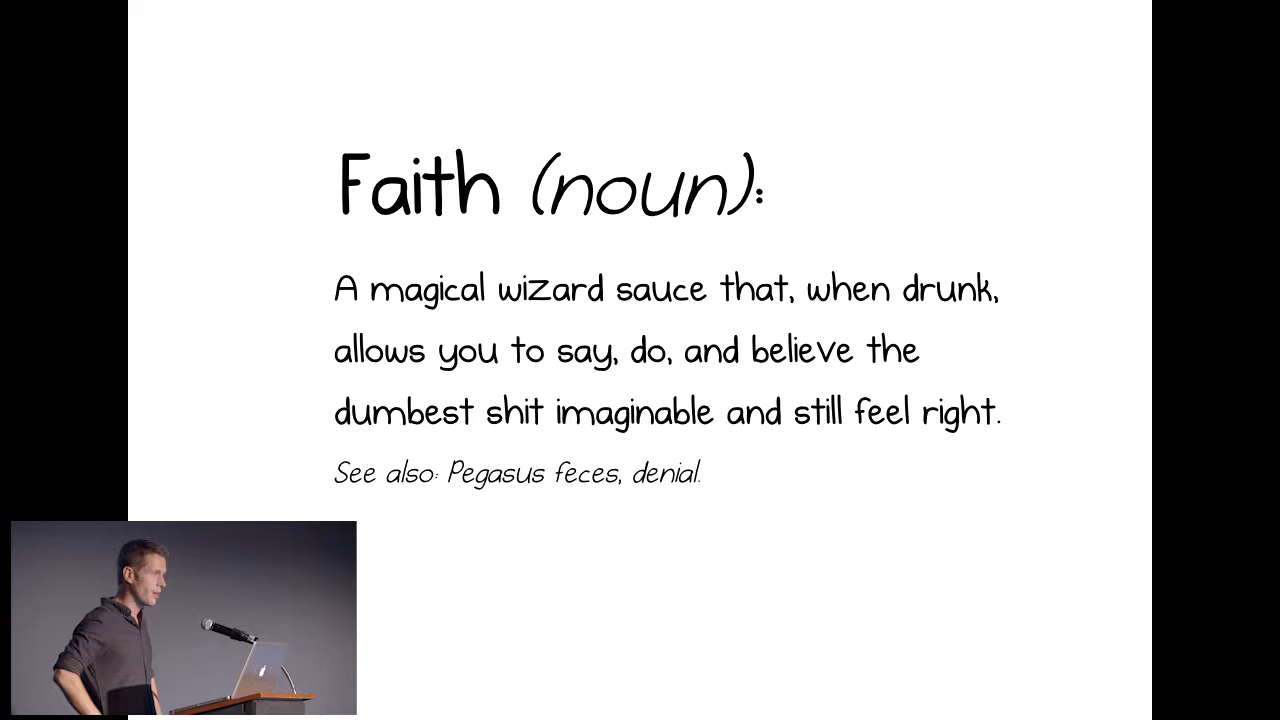 Faith (noun):
A magical wizard sauce that, when drunk,
allows you to say, do, and believe the
dumbest shit imaginable and still feel right.
See also: Pegasus feces, denial.